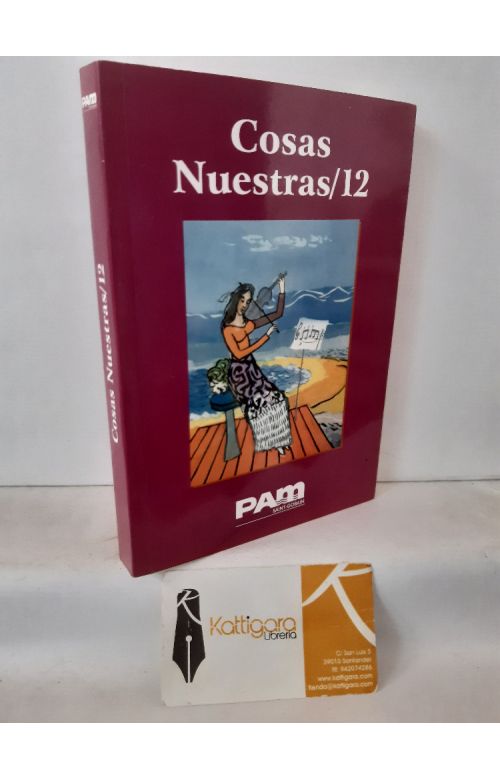 PAM
Cosas Nuestras/12
Cosas
Nuestras/12
PAM
SAINT-GOBAIN
K
Kattigara
Librería
K
C/ San Luis 5
39010 Santander
Tlf: 942074286
www.kattigara.com
tienda@kattigara.com